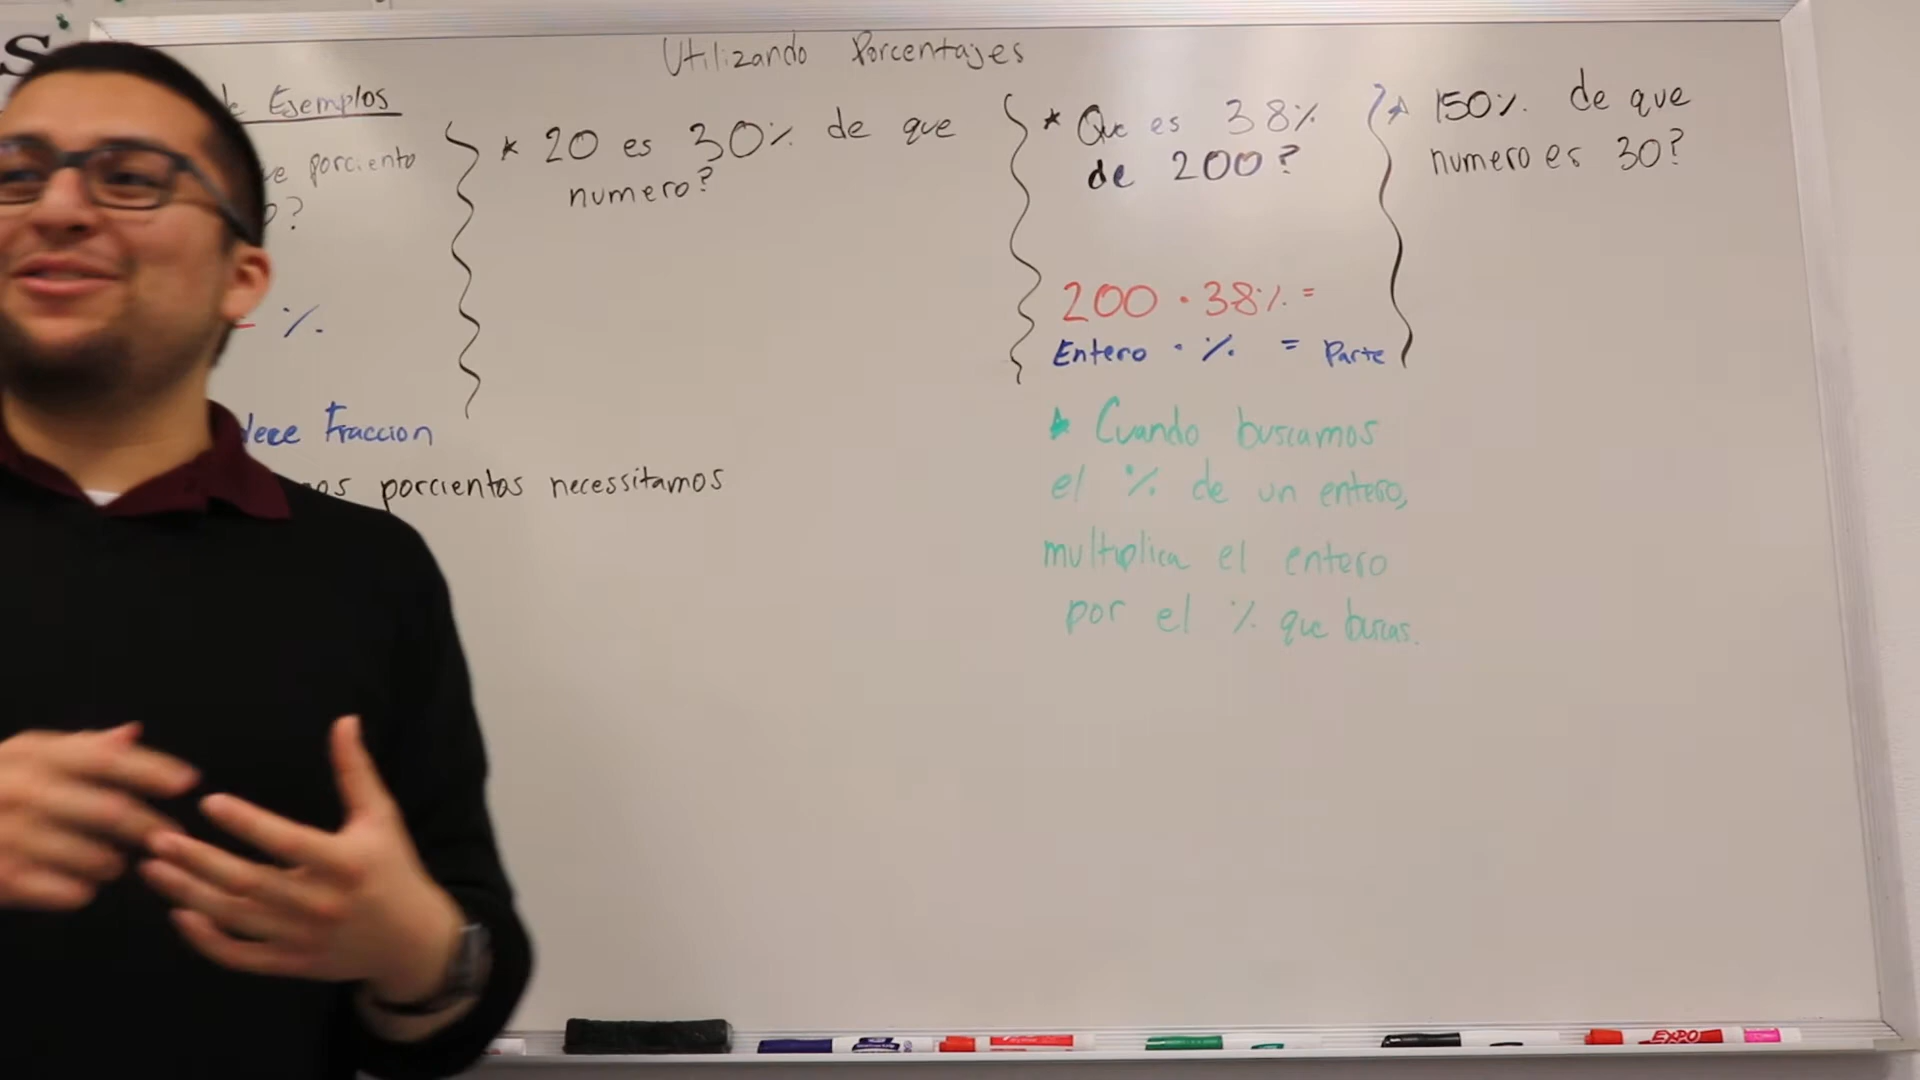 Utilizando Porcentajes
Ejemplos
porciento
?
%
Fraccion
porcientos necessitamos
* 20 es 30% de que
numero?
* Que es 38%
de 200?
200 · 38% =
Entero · % = Parte
* Cuando buscamos
el % de un entero,
multiplica el entero
por el % que buscas.
* 150% de que
numero es 30?
EXPO